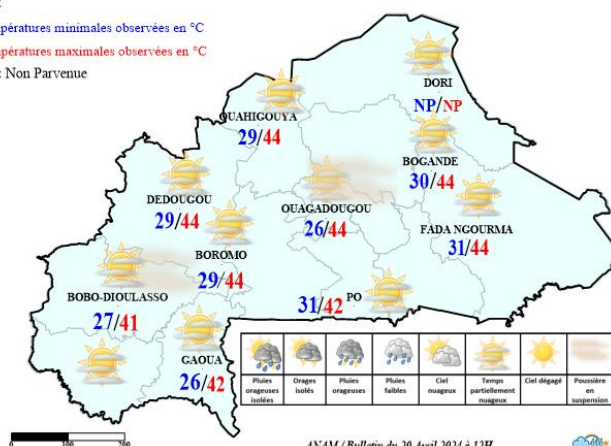 pératures minimales observées en °C
pératures maximales observées en °C
: Non Parvenue
DORI
NP/NP
OUAHIGOUYA
29/44
BOGANDE
30/44
DEDOUGOU
29/44
OUAGADOUGOU
26/44
FADA NGOURMA
31/44
BOROMO
29/44
BOBO-DIOULASSO
27/41
31/42 PO
GAOUA
26/42
Pluies orageuses isolées
Orages isolés
Pluies orageuses
Pluies faibles
Ciel nuageux
Temps partiellement nuageux
Ciel dégagé
Poussière en suspension
ANAM / Bulletin du 20 Avril 2024 à 12H